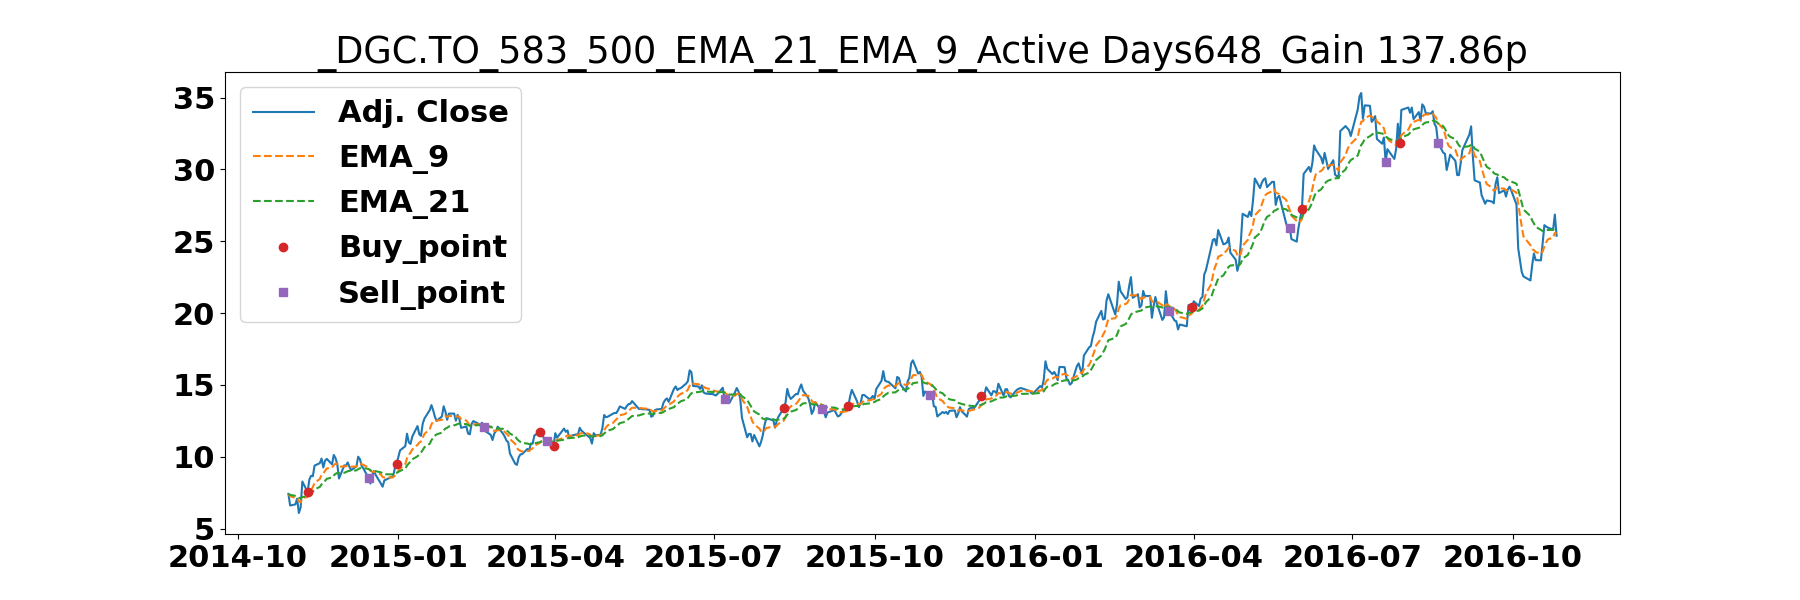 _DGC.TO_583_500_EMA_21_EMA_9_Active Days648_Gain 137.86p
35
30
25
20
15
10
5
Adj. Close
EMA_9
EMA_21
Buy_point
Sell_point
2014-10 2015-01 2015-04 2015-07 2015-10 2016-01 2016-04 2016-07 2016-10